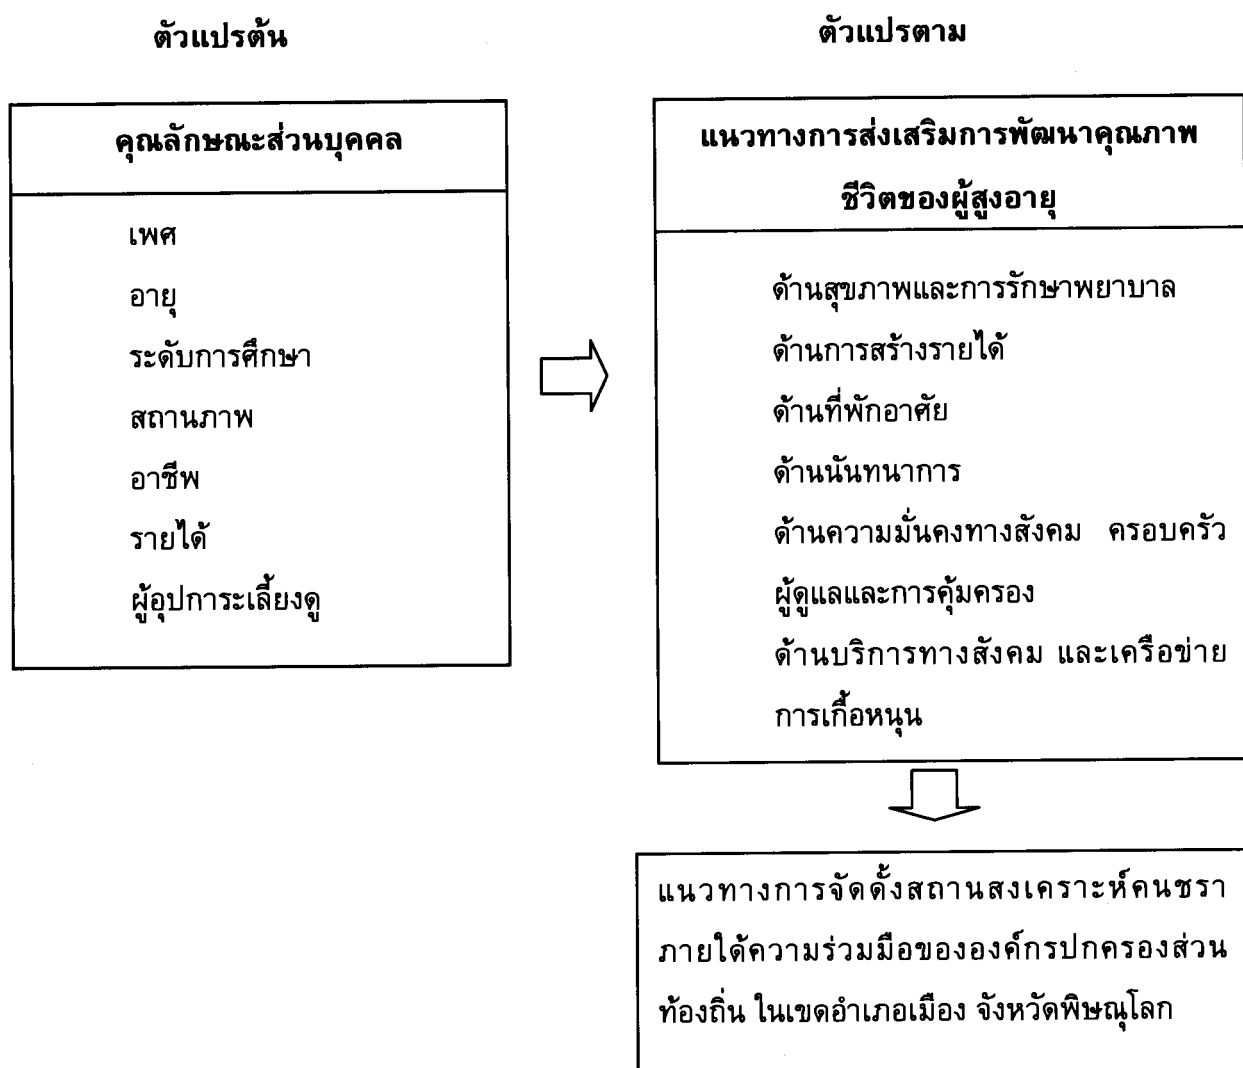 ตัวแปรต้น
คุณลักษณะส่วนบุคคล
เพศ
อายุ
ระดับการศึกษา
สถานภาพ
อาชีพ
รายได้
ผู้อุปการะเลี้ยงดู
ตัวแปรตาม
แนวทางการส่งเสริมการพัฒนาคุณภาพ
ชีวิตของผู้สูงอายุ
ด้านสุขภาพและการรักษาพยาบาล
ด้านการสร้างรายได้
ด้านที่พักอาศัย
ด้านนันทนาการ
ด้านความมั่นคงทางสังคม ครอบครัว
ผู้ดูแลและการคุ้มครอง
ด้านบริการทางสังคม และเครือข่าย
การเกื้อหนุน
แนวทางการจัดตั้งสถานสงเคราะห์คนชรา
ภายใต้ความร่วมมือขององค์กรปกครองส่วน
ท้องถิ่น ในเขตอำเภอเมือง จังหวัดพิษณุโลก